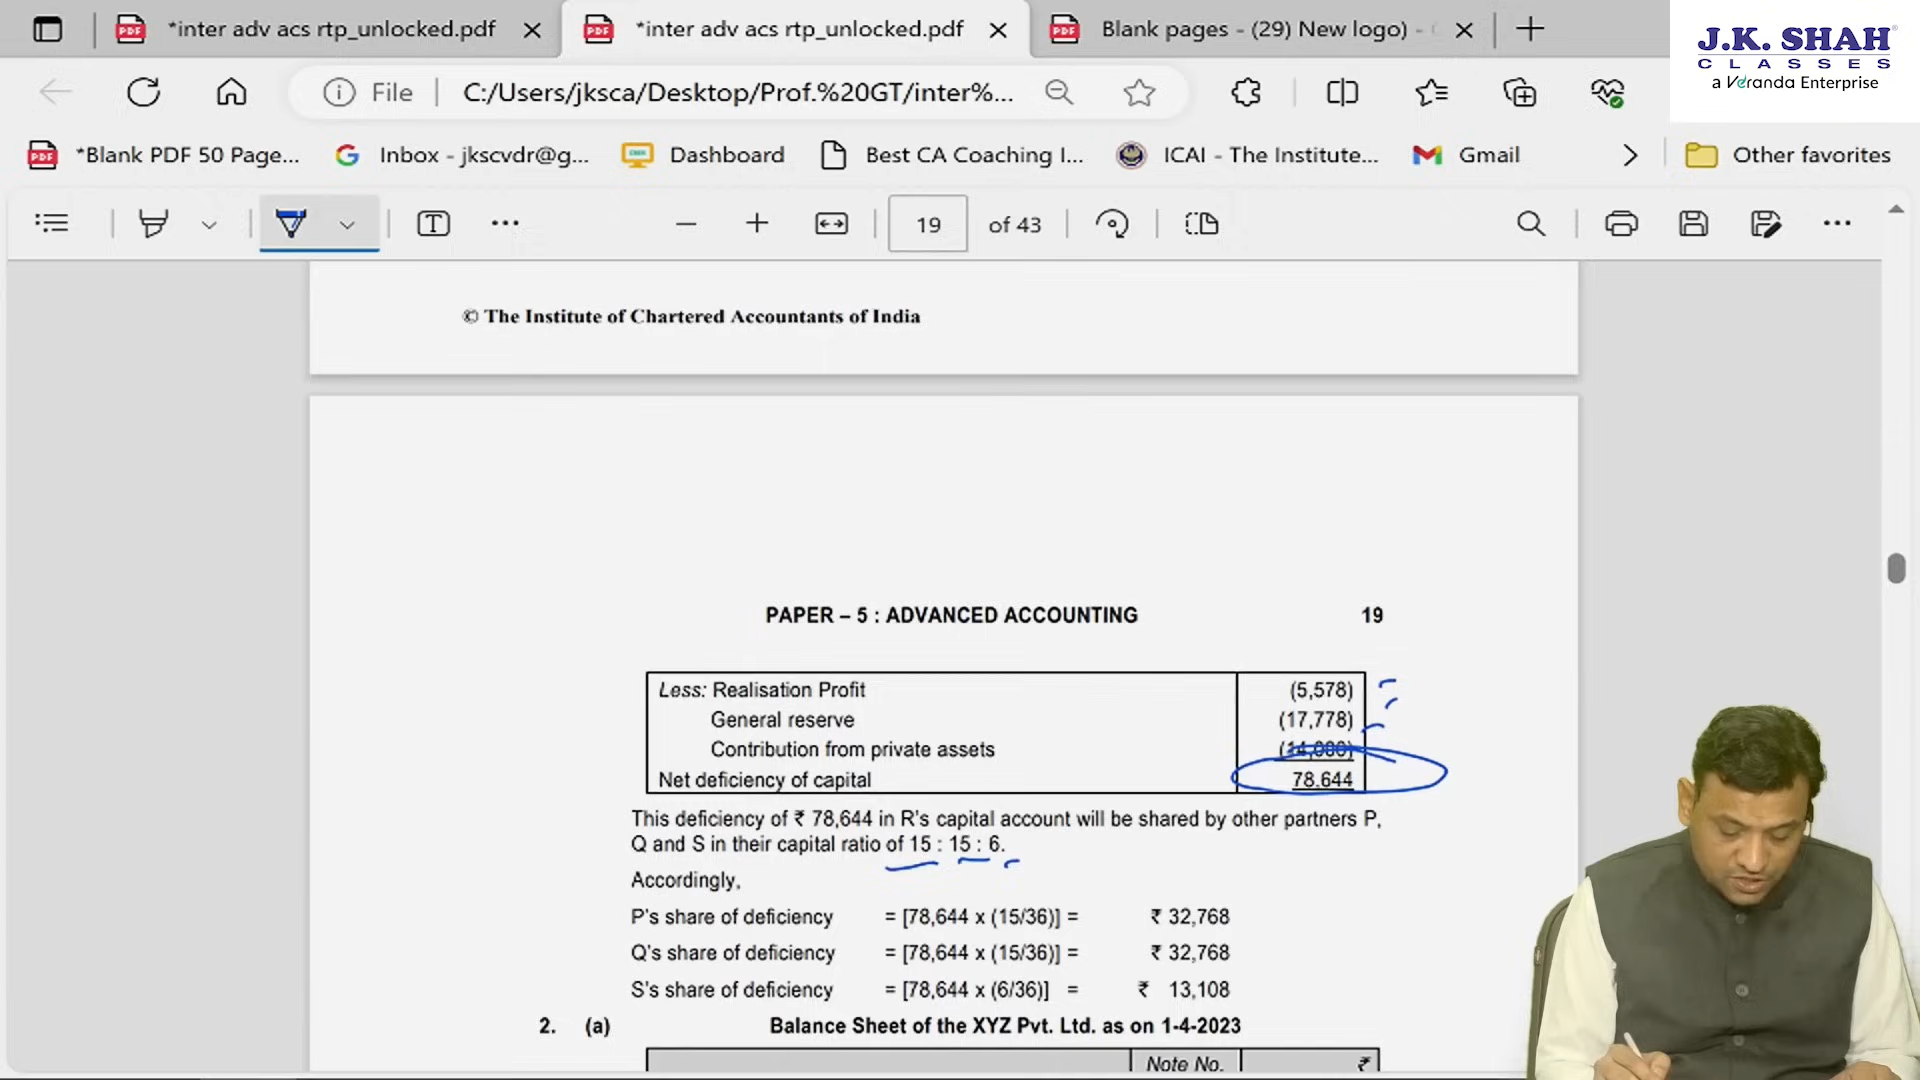 *inter adv acs rtp_unlocked.pdf
*inter adv acs rtp_unlocked.pdf
Blank pages - (29) New logo) -
J.K. SHAH
CLASSES
a Veranda Enterprise
File
C:/Users/jksca/Desktop/Prof.%20GT/inter%...
*Blank PDF 50 Page...
Inbox - jkscvdr@g...
Dashboard
Best CA Coaching I...
ICAI - The Institute...
Gmail
Other favorites
19 of 43
© The Institute of Chartered Accountants of India
PAPER – 5 : ADVANCED ACCOUNTING 19
Less: Realisation Profit (5,578)
General reserve (17,778)
Contribution from private assets (14,000)
Net deficiency of capital 78,644
This deficiency of ₹ 78,644 in R's capital account will be shared by other partners P,
Q and S in their capital ratio of 15 : 15 : 6.
Accordingly,
P's share of deficiency = [78,644 x (15/36)] = ₹ 32,768
Q's share of deficiency = [78,644 x (15/36)] = ₹ 32,768
S's share of deficiency = [78,644 x (6/36)] = ₹ 13,108
2. (a) Balance Sheet of the XYZ Pvt. Ltd. as on 1-4-2023
Note No. ₹